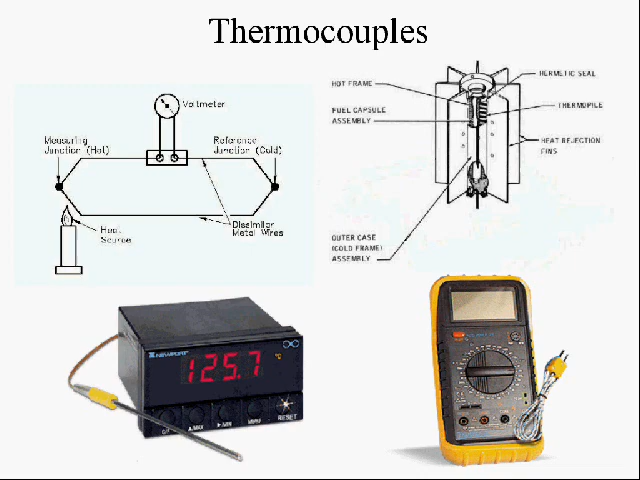 Thermocouples
Voltmeter
Measuring
Junction (Hot)
Reference
Junction (Cold)
Heat
Source
Dissimilar
Metal Wires
HOT FRAME
HERMETIC SEAL
FUEL CAPSULE
ASSEMBLY
THERMOPILE
HEAT REJECTION
FINS
OUTER CASE
(COLD FRAME)
ASSEMBLY
NEWPORT
125.7
°C
RESET